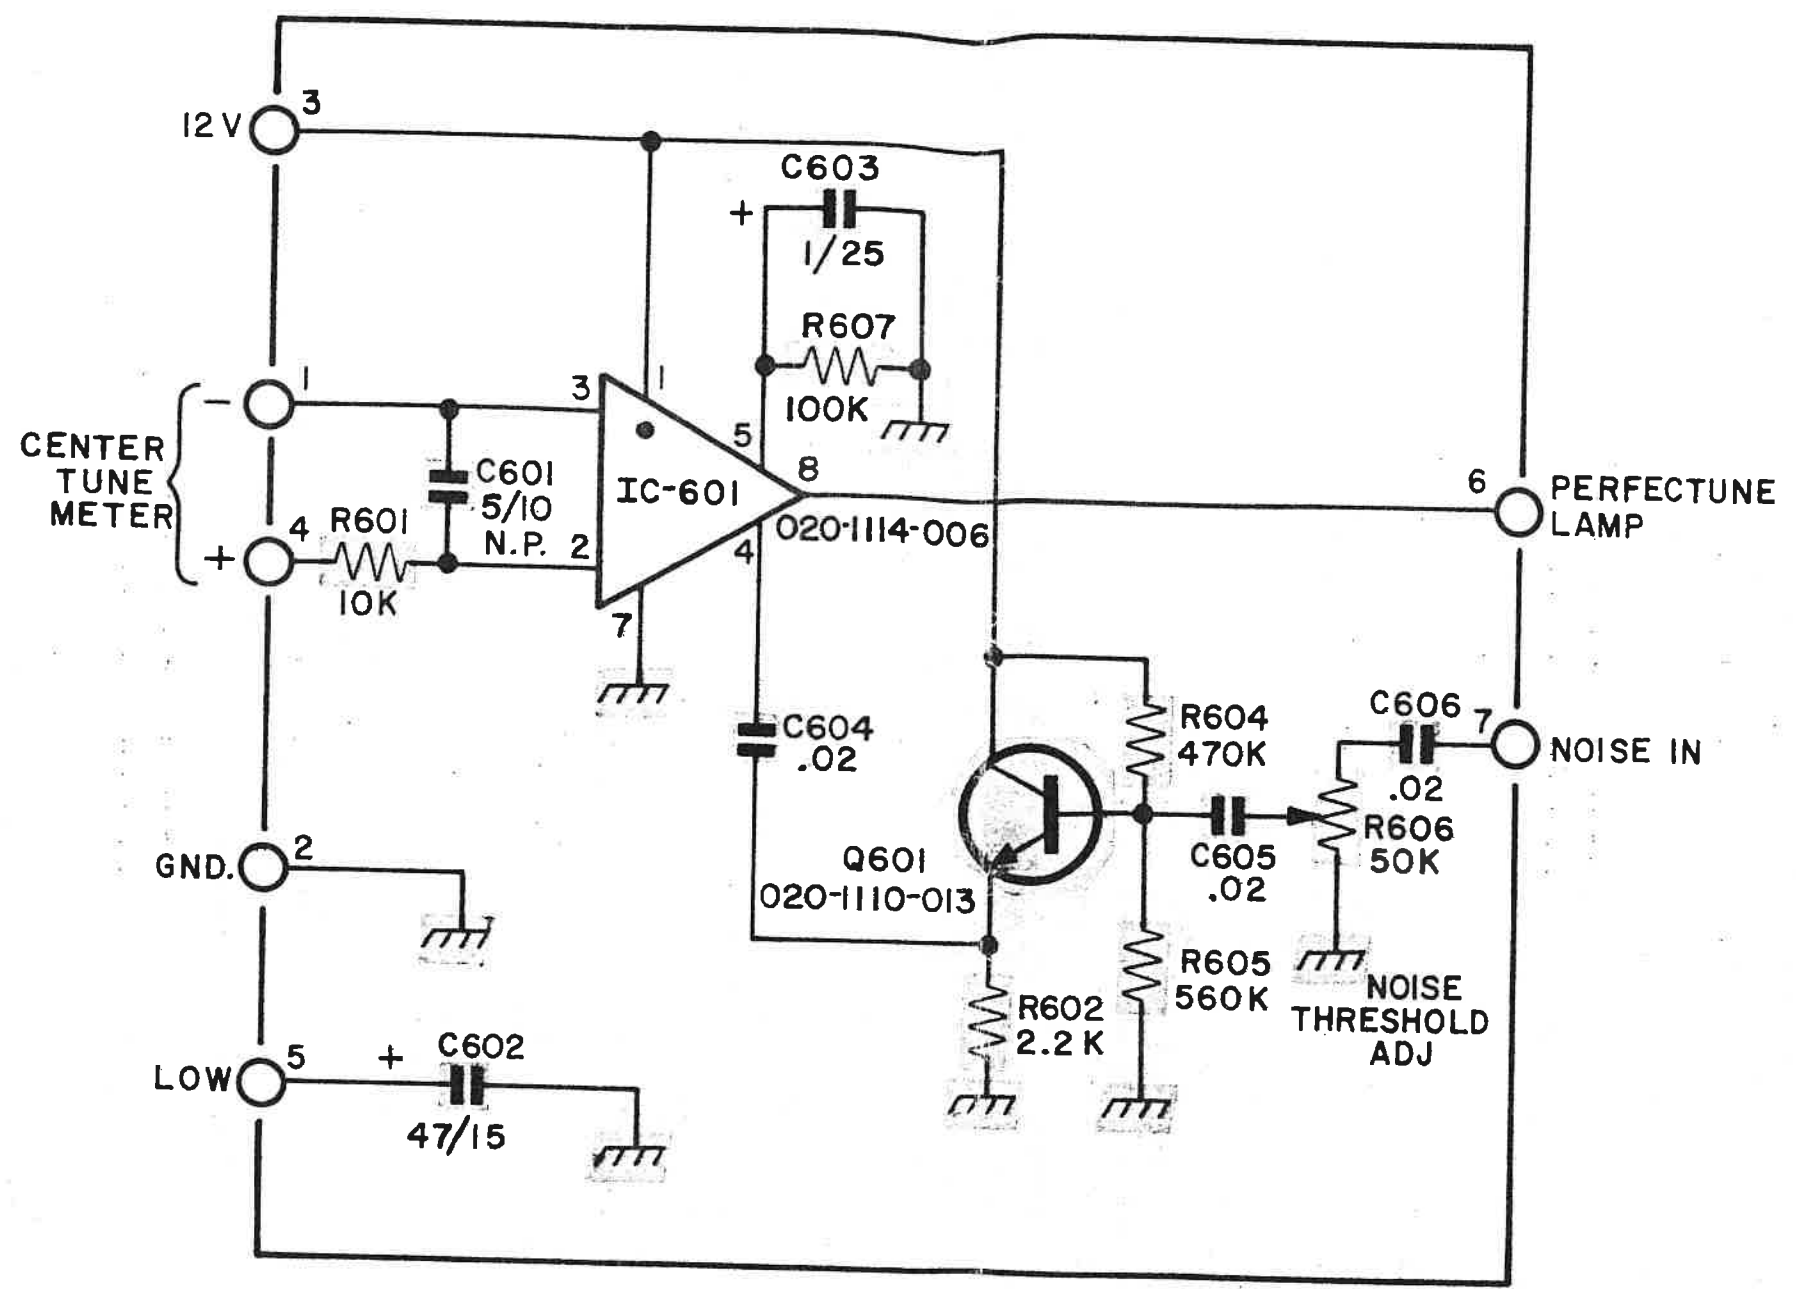 12V
3
C603
+
1/25
R607
100K
-
1
3
1
CENTER
TUNE
METER
C601
5/10
N.P.
IC-601
5
8
020-1114-006
6
PERFECTUNE
LAMP
+
4
R601
10K
2
4
7
C604
.02
R604
470K
C606
7
NOISE IN
.02
R606
50K
C605
.02
Q601
020-1110-013
GND.
2
R605
560K
NOISE
THRESHOLD
ADJ
R602
2.2K
LOW
5
+
C602
47/15